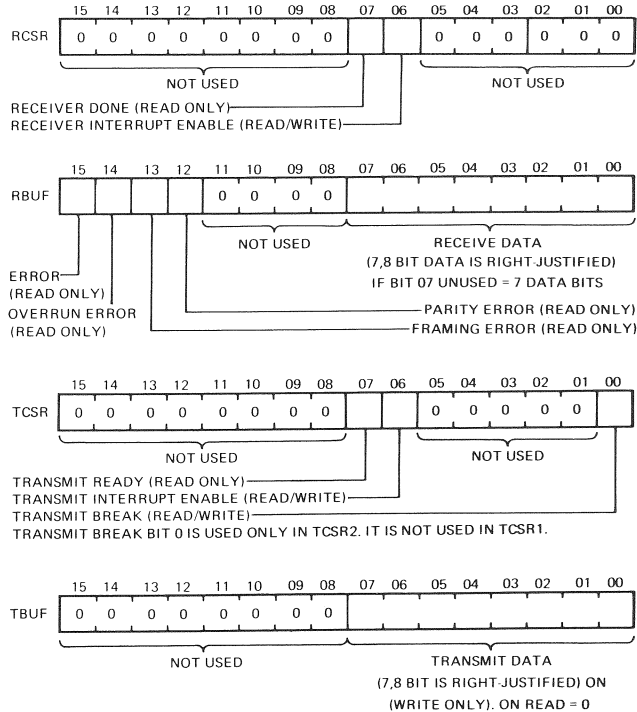 15 14 13 12 11 10 09 08 07 06 05 04 03 02 01 00
RCSR 0 0 0 0 0 0 0 0 0 0 0 0 0 0
NOT USED NOT USED
RECEIVER DONE (READ ONLY)
RECEIVER INTERRUPT ENABLE (READ/WRITE)
15 14 13 12 11 10 09 08 07 06 05 04 03 02 01 00
RBUF 0 0 0 0
NOT USED RECEIVE DATA
(7,8 BIT DATA IS RIGHT-JUSTIFIED)
IF BIT 07 UNUSED = 7 DATA BITS
ERROR
(READ ONLY)
OVERRUN ERROR
(READ ONLY)
PARITY ERROR (READ ONLY)
FRAMING ERROR (READ ONLY)
15 14 13 12 11 10 09 08 07 06 05 04 03 02 01 00
TCSR 0 0 0 0 0 0 0 0 0 0 0 0 0
NOT USED NOT USED
TRANSMIT READY (READ ONLY)
TRANSMIT INTERRUPT ENABLE (READ/WRITE)
TRANSMIT BREAK (READ/WRITE)
TRANSMIT BREAK BIT 0 IS USED ONLY IN TCSR2. IT IS NOT USED IN TCSR1.
15 14 13 12 11 10 09 08 07 06 05 04 03 02 01 00
TBUF 0 0 0 0 0 0 0 0
NOT USED TRANSMIT DATA
(7,8 BIT IS RIGHT-JUSTIFIED) ON
(WRITE ONLY). ON READ = 0